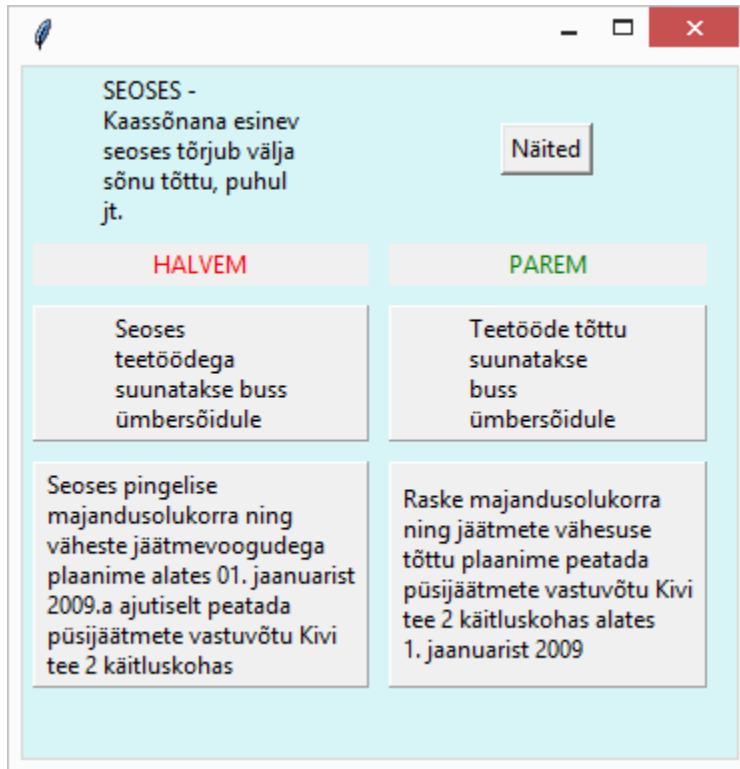 SEOSES -
Kaassõnana esinev
seoses tõrjub välja
sõnu tõttu, puhul
jt.
Näited
HALVEM
PAREM
Seoses
teetöödega
suunatakse buss
ümbersõidule
Teetööde tõttu
suunatakse
buss
ümbersõidule
Seoses pingelise
majandusolukorra ning
väheste jäätmevoogudega
plaanime alates 01. jaanuarist
2009.a ajutiselt peatada
püsijäätmete vastuvõtu Kivi
tee 2 käitluskohas
Raske majandusolukorra
ning jäätmete vähesuse
tõttu plaanime peatada
püsijäätmete vastuvõtu Kivi
tee 2 käitluskohas alates
1. jaanuarist 2009